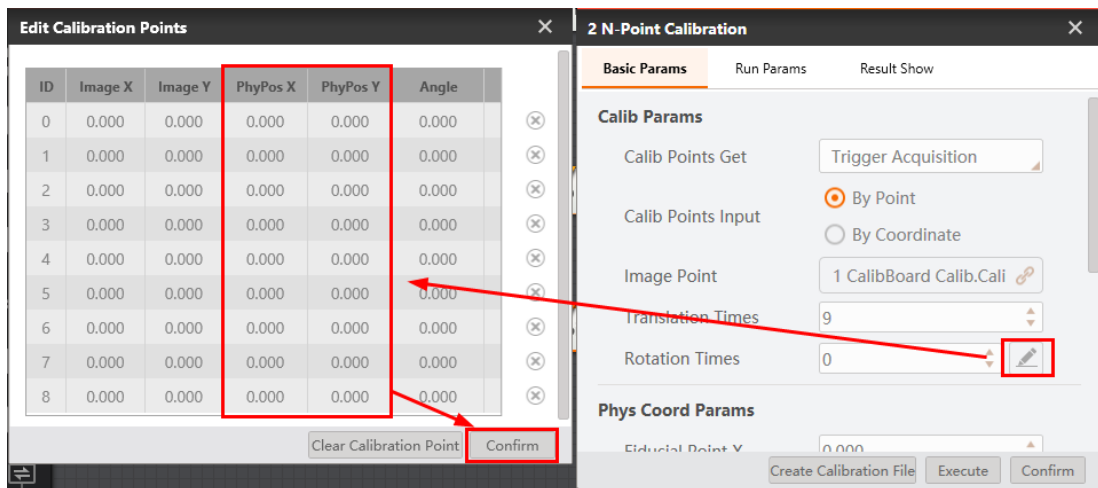 Edit Calibration Points
ID Image X Image Y PhyPos X PhyPos Y Angle
0 0.000 0.000 0.000 0.000 0.000
1 0.000 0.000 0.000 0.000 0.000
2 0.000 0.000 0.000 0.000 0.000
3 0.000 0.000 0.000 0.000 0.000
4 0.000 0.000 0.000 0.000 0.000
5 0.000 0.000 0.000 0.000 0.000
6 0.000 0.000 0.000 0.000 0.000
7 0.000 0.000 0.000 0.000 0.000
8 0.000 0.000 0.000 0.000 0.000
Clear Calibration Point Confirm
2 N-Point Calibration
Basic Params Run Params Result Show
Calib Params
Calib Points Get Trigger Acquisition
Calib Points Input By Point
By Coordinate
Image Point 1 CalibBoard Calib.Cali
Translation Times 9
Rotation Times 0
Phys Coord Params
Fiducial Point X 0.000
Create Calibration File Execute Confirm